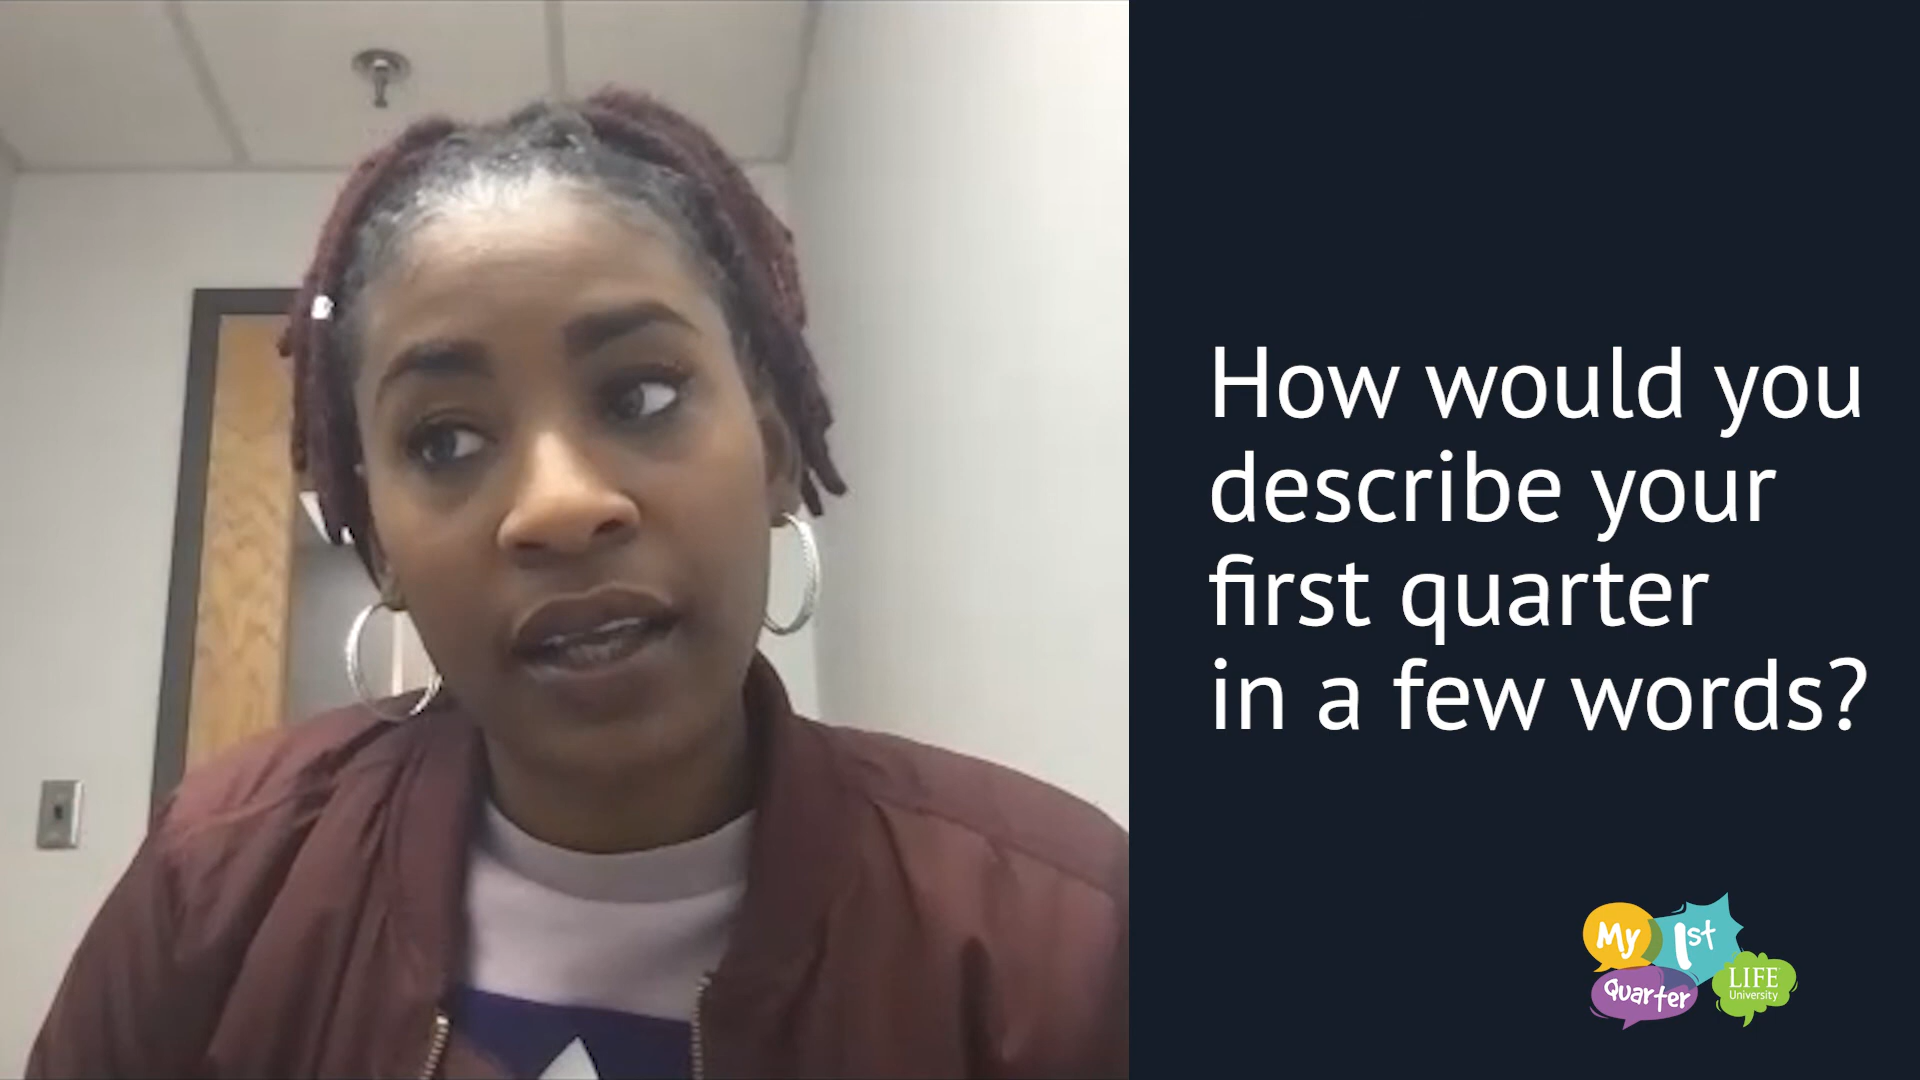 How would you
describe your
first quarter
in a few words?
My 1st
Quarter
LIFE
University